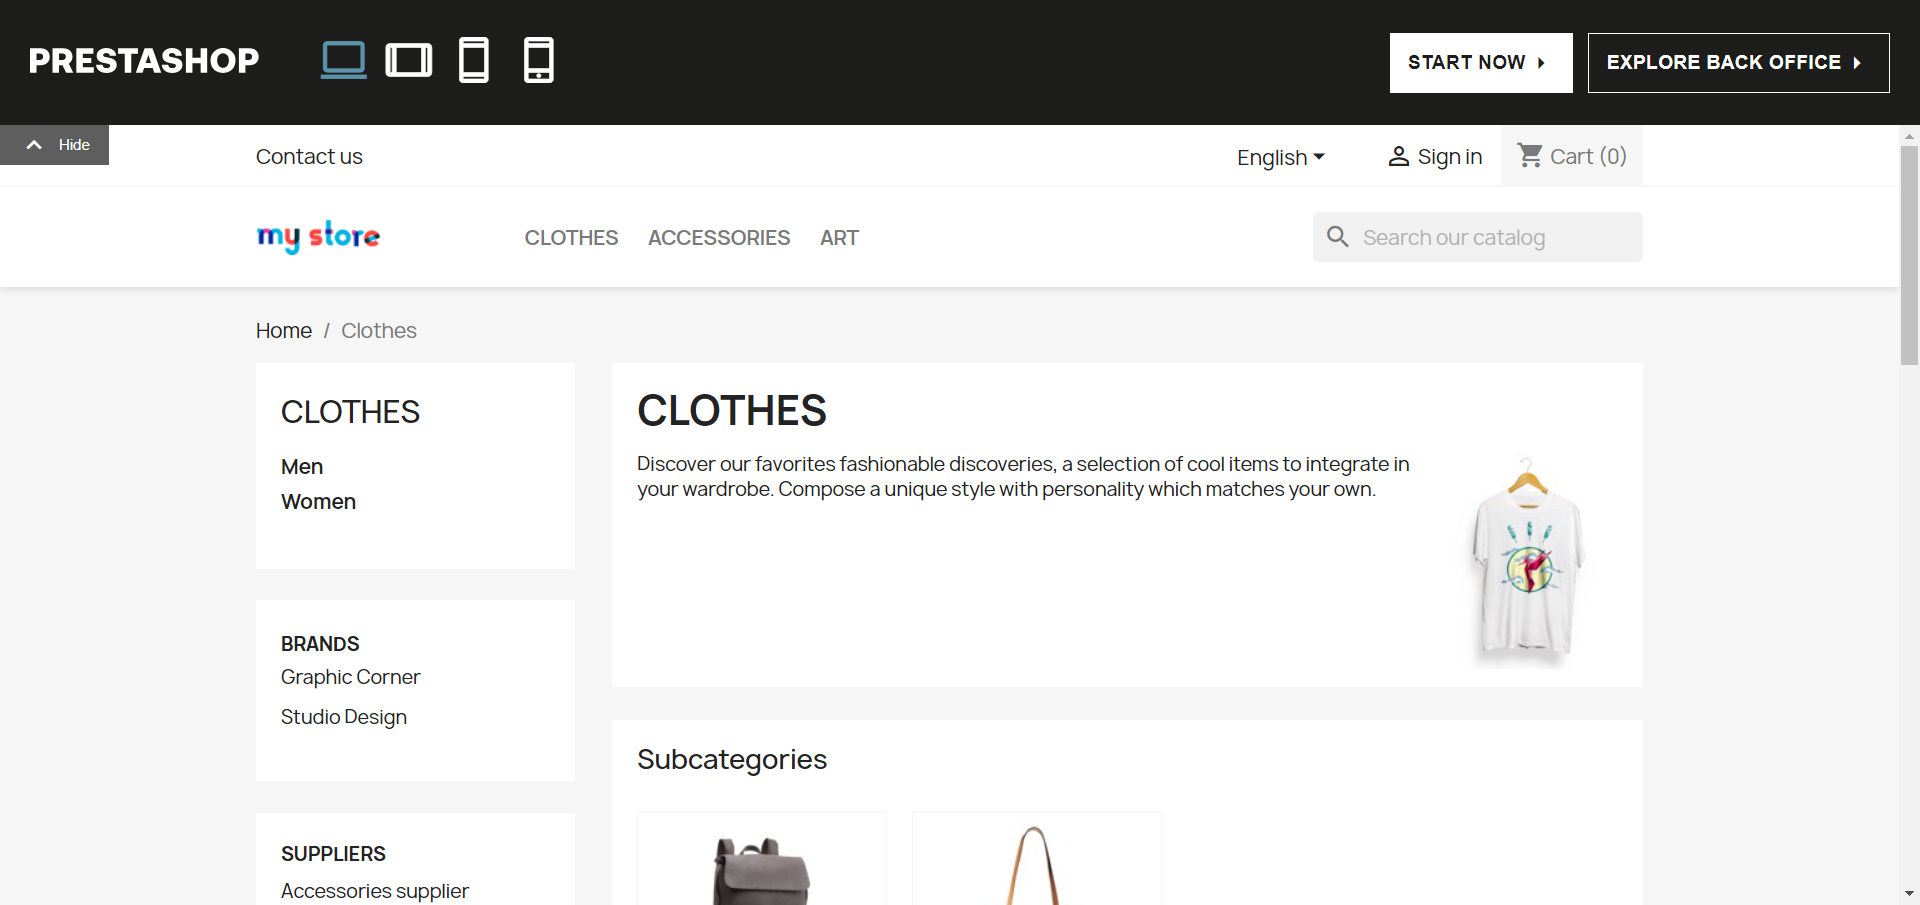 PRESTASHOP
START NOW
EXPLORE BACK OFFICE
Hide
Contact us
English
Sign in
Cart (0)
my store
CLOTHES
ACCESSORIES
ART
Search our catalog
Home / Clothes
CLOTHES
Men
Women
BRANDS
Graphic Corner
Studio Design
SUPPLIERS
Accessories supplier
CLOTHES
Discover our favorites fashionable discoveries, a selection of cool items to integrate in
your wardrobe. Compose a unique style with personality which matches your own.
Subcategories